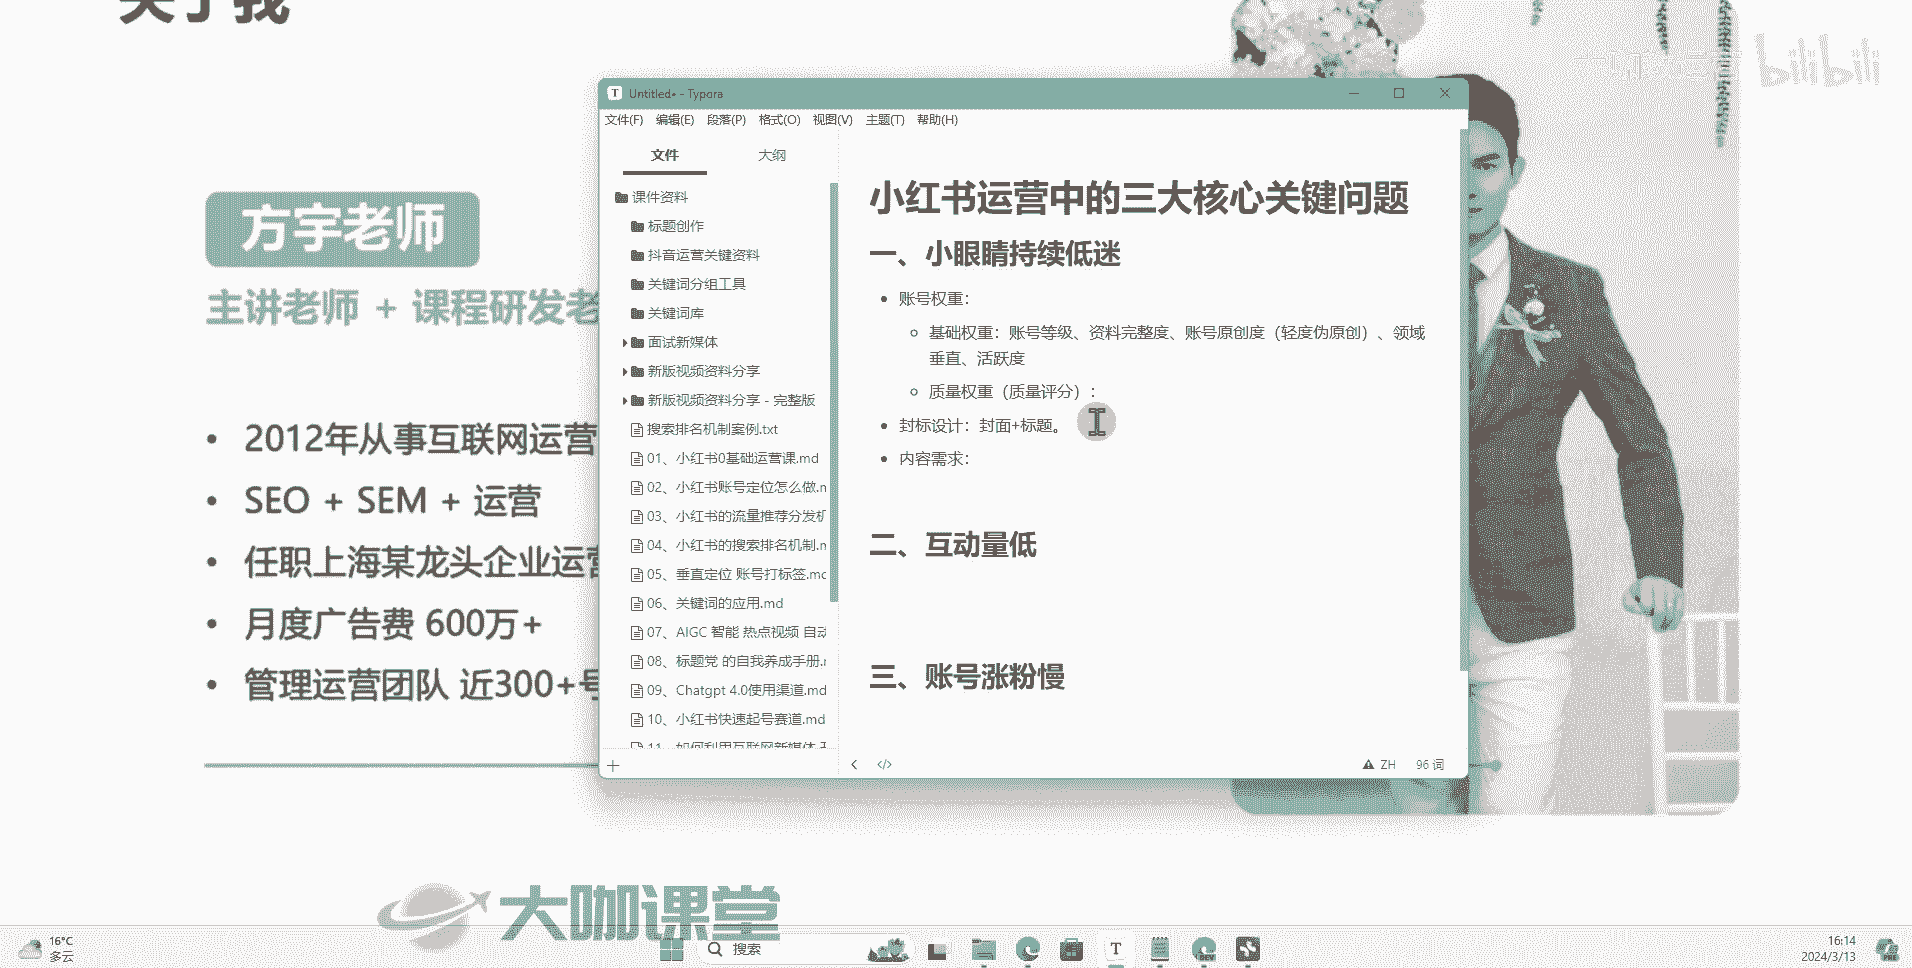 关于我
bilibili
方宇老师
主讲老师 + 课程研发老
2012年从事互联网运营
SEO + SEM + 运营
任职上海某龙头企业运营
月度广告费 600万+
管理运营团队 近300+号
Untitled• - Typora
文件(F) 编辑(E) 段落(P) 格式(O) 视图(V) 主题(T) 帮助(H)
文件 大纲
课件资料
标题创作
抖音运营关键资料
关键词分组工具
关键词库
面试新媒体
新版视频资料分享
新版视频资料分享 - 完整版
搜索排名机制案例.txt
01、小红书0基础运营课.md
02、小红书账号定位怎么做.m
03、小红书的流量推荐分发机
04、小红书的搜索排名机制.m
05、垂直定位 账号打标签.md
06、关键词的应用.md
07、AIGC 智能 热点视频 自动
08、标题党 的自我养成手册.m
09、Chatgpt 4.0使用渠道.md
10、小红书快速起号赛道.md
11、如何利用互联网新媒体
小红书运营中的三大核心关键问题
一、小眼睛持续低迷
账号权重：
基础权重：账号等级、资料完整度、账号原创度（轻度伪原创）、领域
垂直、活跃度
质量权重（质量评分）：
封标设计：封面+标题。
内容需求：
二、互动量低
三、账号涨粉慢
ZH 96 词
大咖课堂
16°C
多云
搜索
16:14
2024/3/13